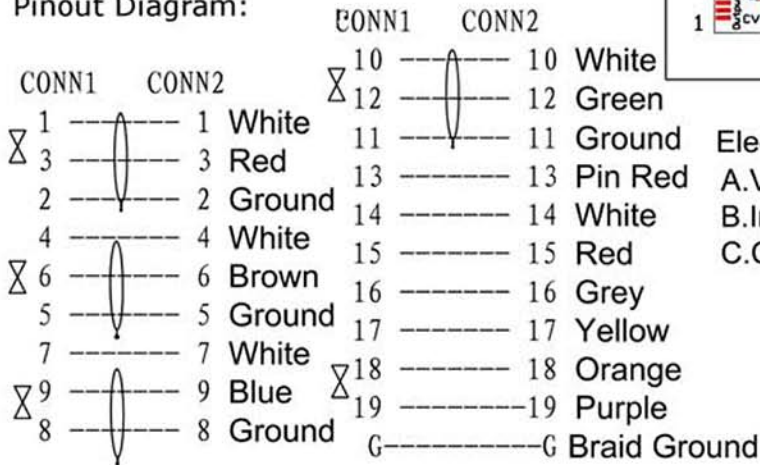 Pinout Diagram:
CONN1 CONN2
1 ------ 1 White
3 ------ 3 Red
2 ------ 2 Ground
4 ------ 4 White
6 ------ 6 Brown
5 ------ 5 Ground
7 ------ 7 White
9 ------ 9 Blue
8 ------ 8 Ground
CONN1 CONN2
10 ------ 10 White
12 ------ 12 Green
11 ------ 11 Ground
13 ------ 13 Pin Red
14 ------ 14 White
15 ------ 15 Red
16 ------ 16 Grey
17 ------ 17 Yellow
18 ------ 18 Orange
19 ------19 Purple
G---------G Braid Ground
1
Elec
A.V
B.I
C.C